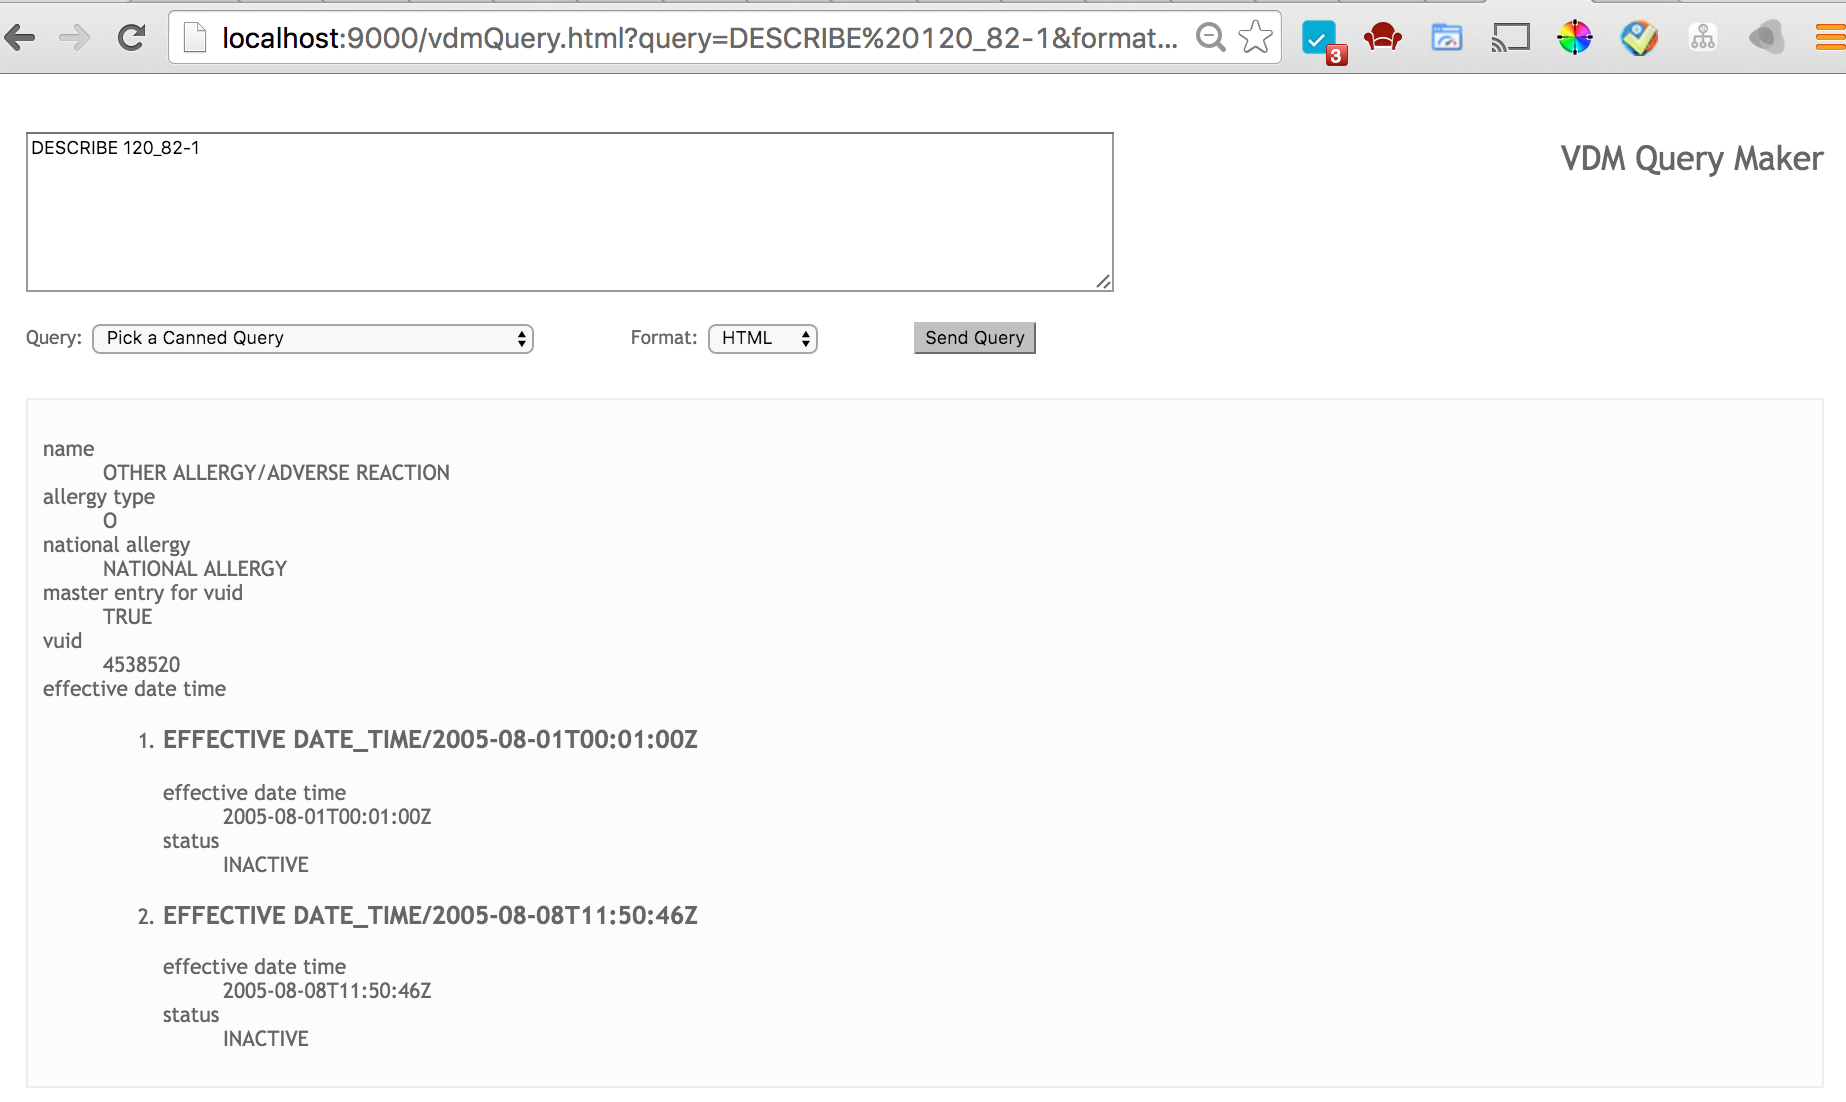 localhost:9000/vdmQuery.html?query=DESCRIBE%20120_82-1&format...
3
DESCRIBE 120_82-1
VDM Query Maker
Query: Pick a Canned Query Format: HTML Send Query
name
OTHER ALLERGY/ADVERSE REACTION
allergy type
O
national allergy
NATIONAL ALLERGY
master entry for vuid
TRUE
vuid
4538520
effective date time
1. EFFECTIVE DATE_TIME/2005-08-01T00:01:00Z
effective date time
2005-08-01T00:01:00Z
status
INACTIVE
2. EFFECTIVE DATE_TIME/2005-08-08T11:50:46Z
effective date time
2005-08-08T11:50:46Z
status
INACTIVE